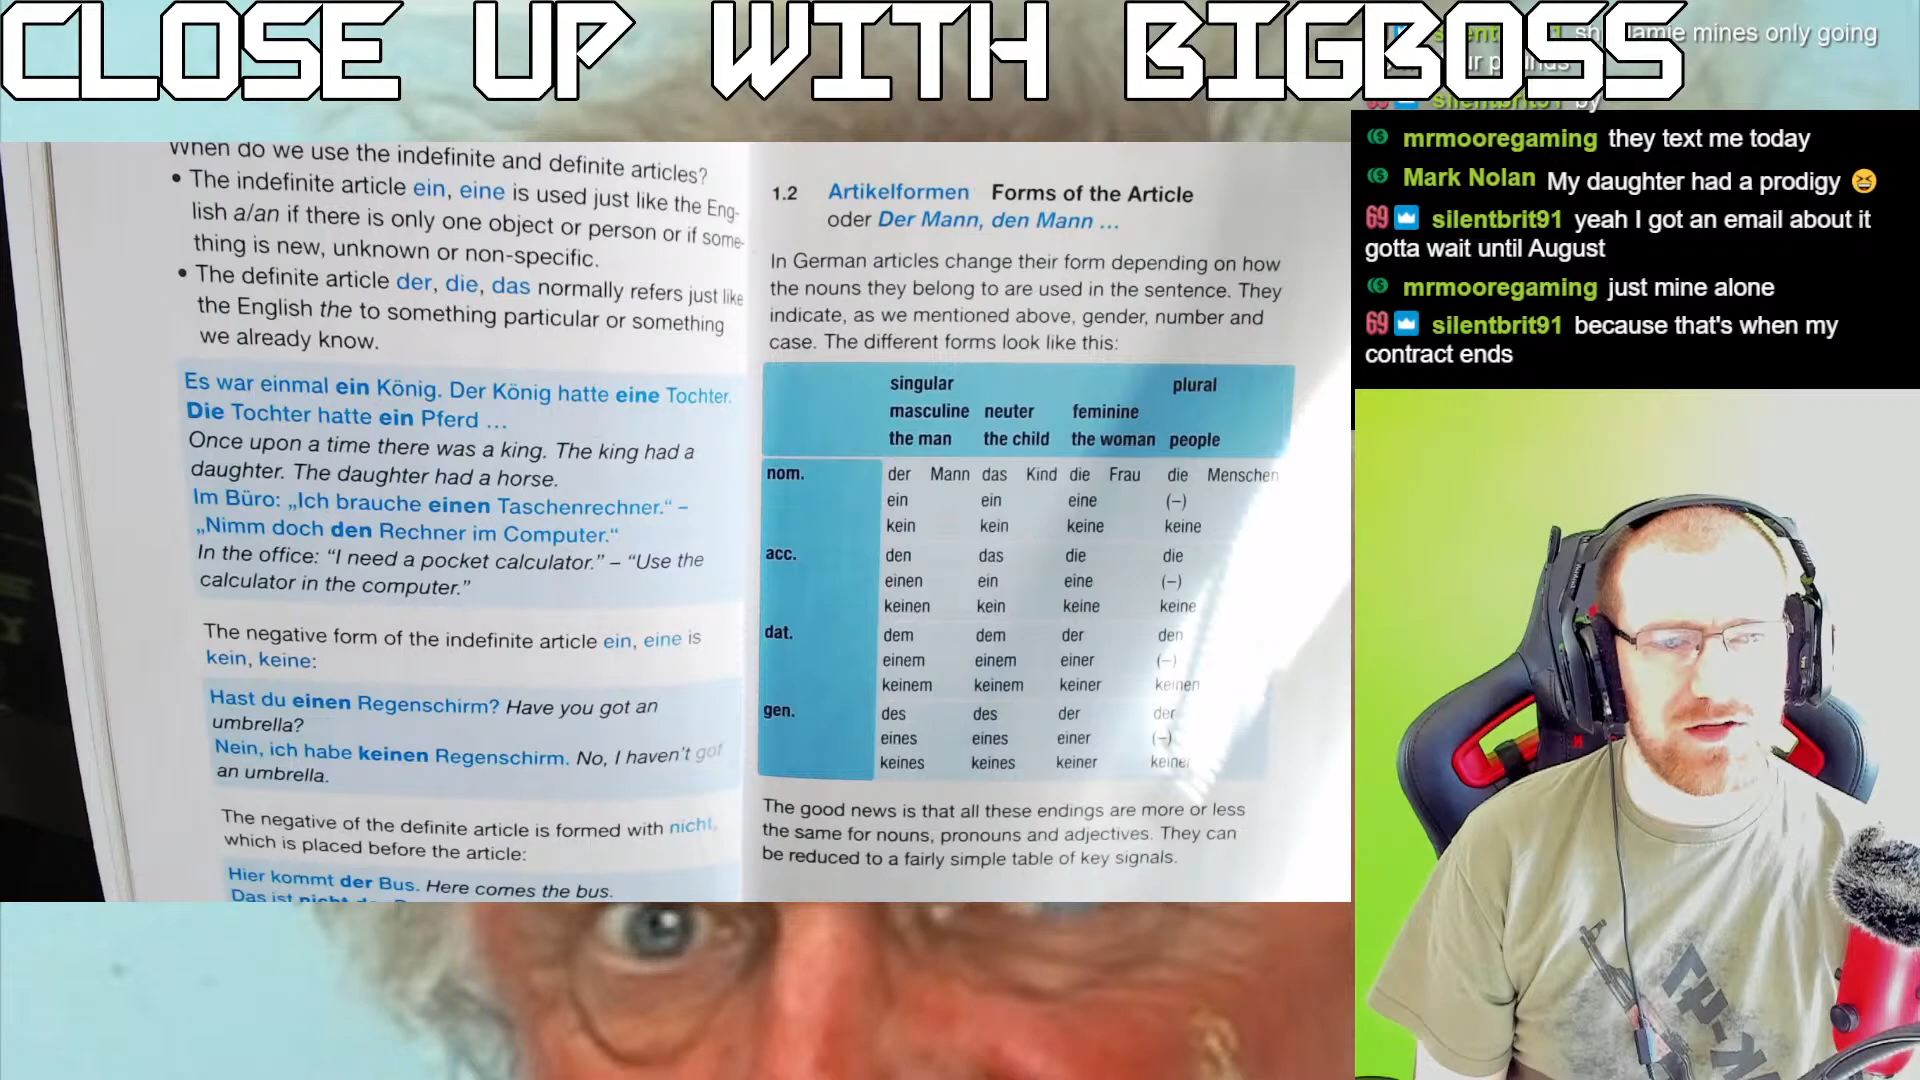 CLOSE UP WITH BIGBOSS
When do we use the indefinite and definite articles?
• The indefinite article ein, eine is used just like the Eng-
lish a/an if there is only one object or person or if some-
thing is new, unknown or non-specific.
• The definite article der, die, das normally refers just like
the English the to something particular or something
we already know.
Es war einmal ein König. Der König hatte eine Tochter.
Die Tochter hatte ein Pferd ...
Once upon a time there was a king. The king had a
daughter. The daughter had a horse.
Im Büro: „Ich brauche einen Taschenrechner.“ –
„Nimm doch den Rechner im Computer.“
In the office: “I need a pocket calculator.” – “Use the
calculator in the computer.”
The negative form of the indefinite article ein, eine is
kein, keine:
Hast du einen Regenschirm? Have you got an
umbrella?
Nein, ich habe keinen Regenschirm. No, I haven't got
an umbrella.
The negative of the definite article is formed with nicht,
which is placed before the article:
Hier kommt der Bus. Here comes the bus.
Das ist nicht
1.2 Artikelformen Forms of the Article
oder Der Mann, den Mann ...
In German articles change their form depending on how
the nouns they belong to are used in the sentence. They
indicate, as we mentioned above, gender, number and
case. The different forms look like this:
singular plural
masculine neuter feminine
the man the child the woman people
nom. der Mann das Kind die Frau die Menschen
ein ein eine (–)
kein kein keine keine
acc. den das die die
einen ein eine (–)
keinen kein keine keine
dat. dem dem der den
einem einem einer (–)
keinem keinem keiner keinen
gen. des des der der
eines eines einer (–)
keines keines keiner keiner
The good news is that all these endings are more or less
the same for nouns, pronouns and adjectives. They can
be reduced to a fairly simple table of key signals.
mines only going
silentbrit91 by
mrmooregaming they text me today
Mark Nolan My daughter had a prodigy 😆
69 silentbrit91 yeah I got an email about it
gotta wait until August
mrmooregaming just mine alone
69 silentbrit91 because that's when my
contract ends